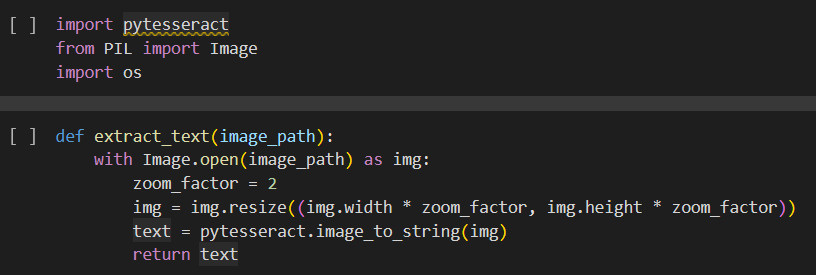 [ ] import pytesseract
from PIL import Image
import os
[ ] def extract_text(image_path):
with Image.open(image_path) as img:
zoom_factor = 2
img = img.resize((img.width * zoom_factor, img.height * zoom_factor))
text = pytesseract.image_to_string(img)
return text